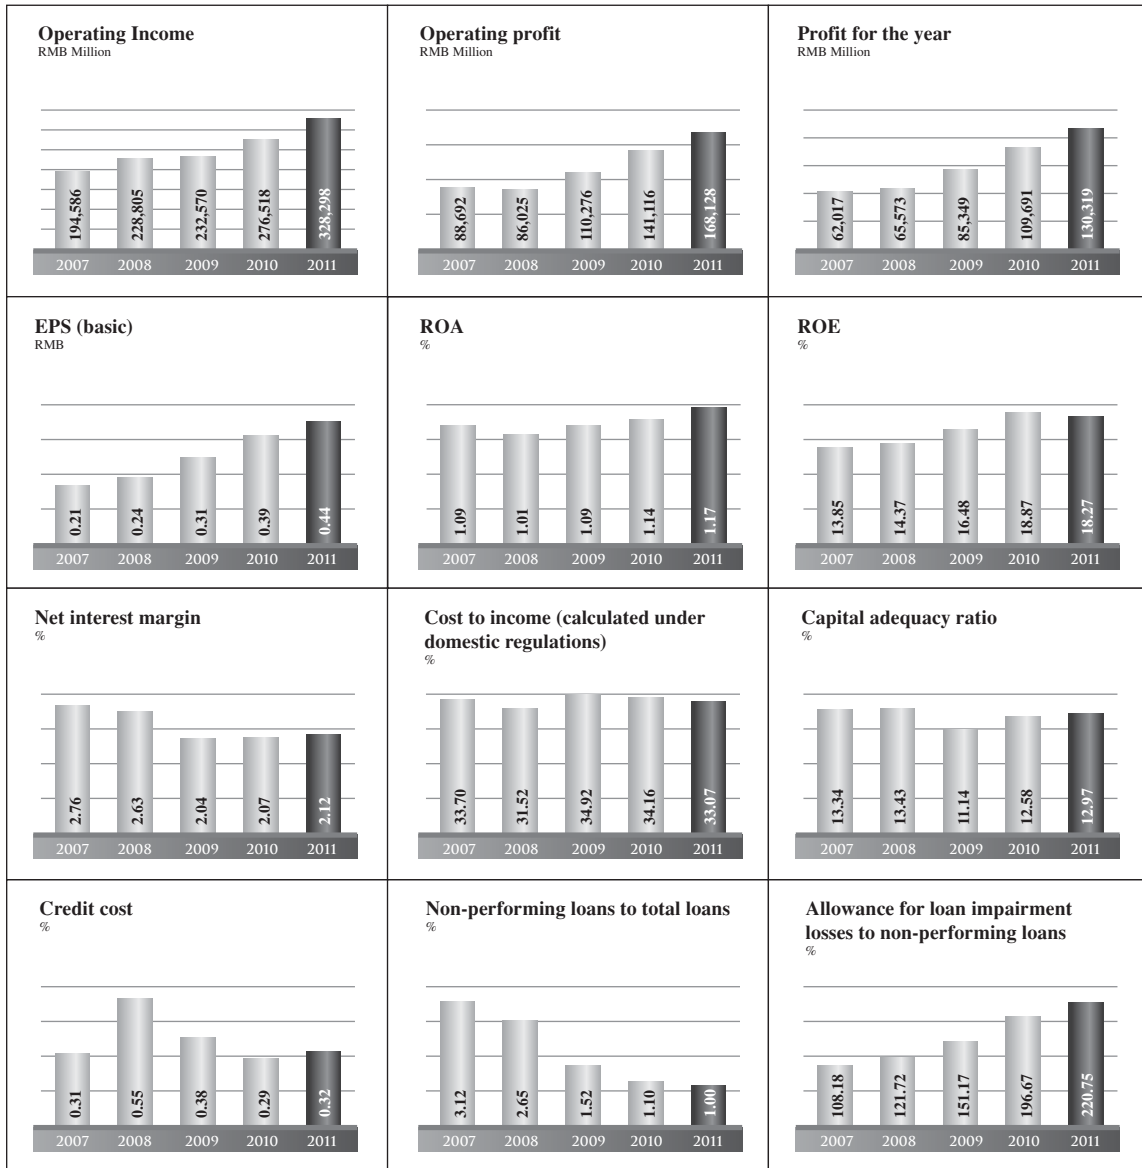 Operating Income
RMB Million
194,586
228,805
232,570
276,518
328,298
2007 2008 2009 2010 2011
Operating profit
RMB Million
88,692
86,025
110,276
141,116
168,128
2007 2008 2009 2010 2011
Profit for the year
RMB Million
62,017
65,573
85,349
109,691
130,319
2007 2008 2009 2010 2011
EPS (basic)
RMB
0.21
0.24
0.31
0.39
0.44
2007 2008 2009 2010 2011
ROA
%
1.09
1.01
1.09
1.14
1.17
2007 2008 2009 2010 2011
ROE
%
13.85
14.37
16.48
18.87
18.27
2007 2008 2009 2010 2011
Net interest margin
%
2.76
2.63
2.04
2.07
2.12
2007 2008 2009 2010 2011
Cost to income (calculated under
domestic regulations)
%
33.70
31.52
34.92
34.16
33.07
2007 2008 2009 2010 2011
Capital adequacy ratio
%
13.34
13.43
11.14
12.58
12.97
2007 2008 2009 2010 2011
Credit cost
%
0.31
0.55
0.38
0.29
0.32
2007 2008 2009 2010 2011
Non-performing loans to total loans
%
3.12
2.65
1.52
1.10
1.00
2007 2008 2009 2010 2011
Allowance for loan impairment
losses to non-performing loans
%
108.18
121.72
151.17
196.67
220.75
2007 2008 2009 2010 2011